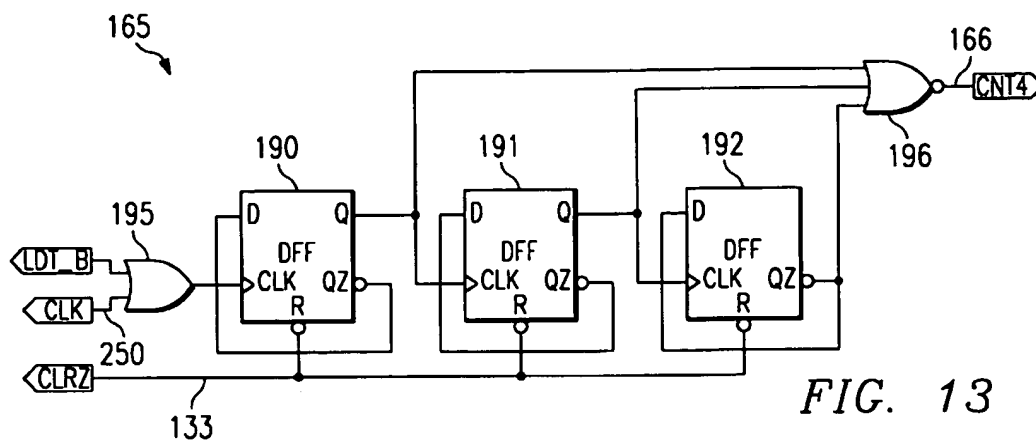 165
166
CNT4
196
190
191
192
195
D
Q
D
Q
D
LDT_B
DFF
DFF
DFF
CLK
QZ
CLK
QZ
CLK
QZ
CLK
R
R
R
250
CLRZ
133
FIG. 13